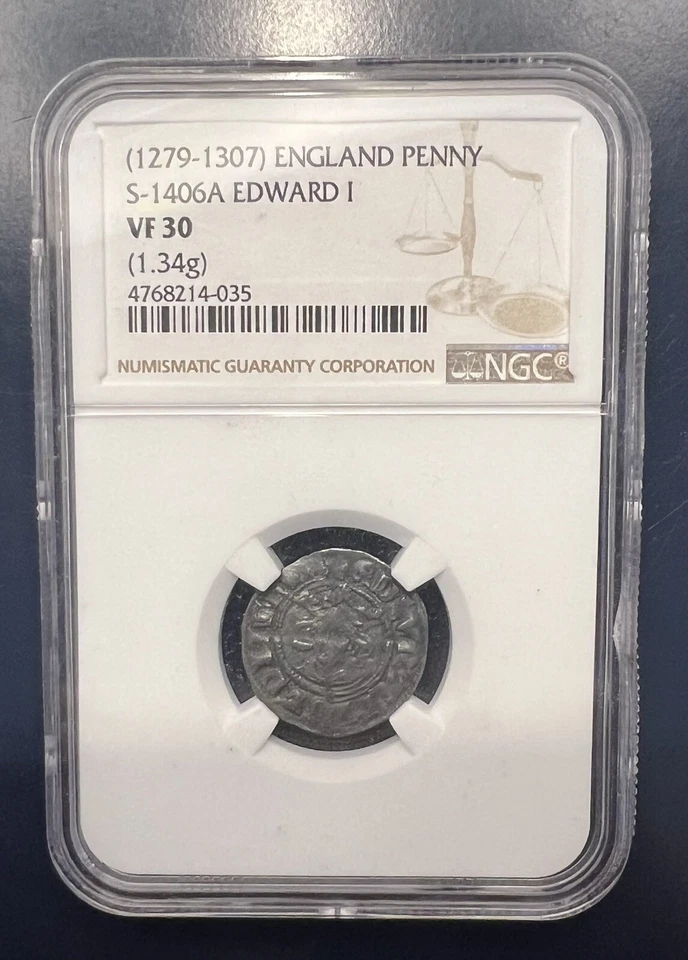 (1279-1307) ENGLAND PENNY
S-1406A EDWARD I
VF 30
(1.34g)
4768214-035
NUMISMATIC GUARANTY CORPORATION
NGC®